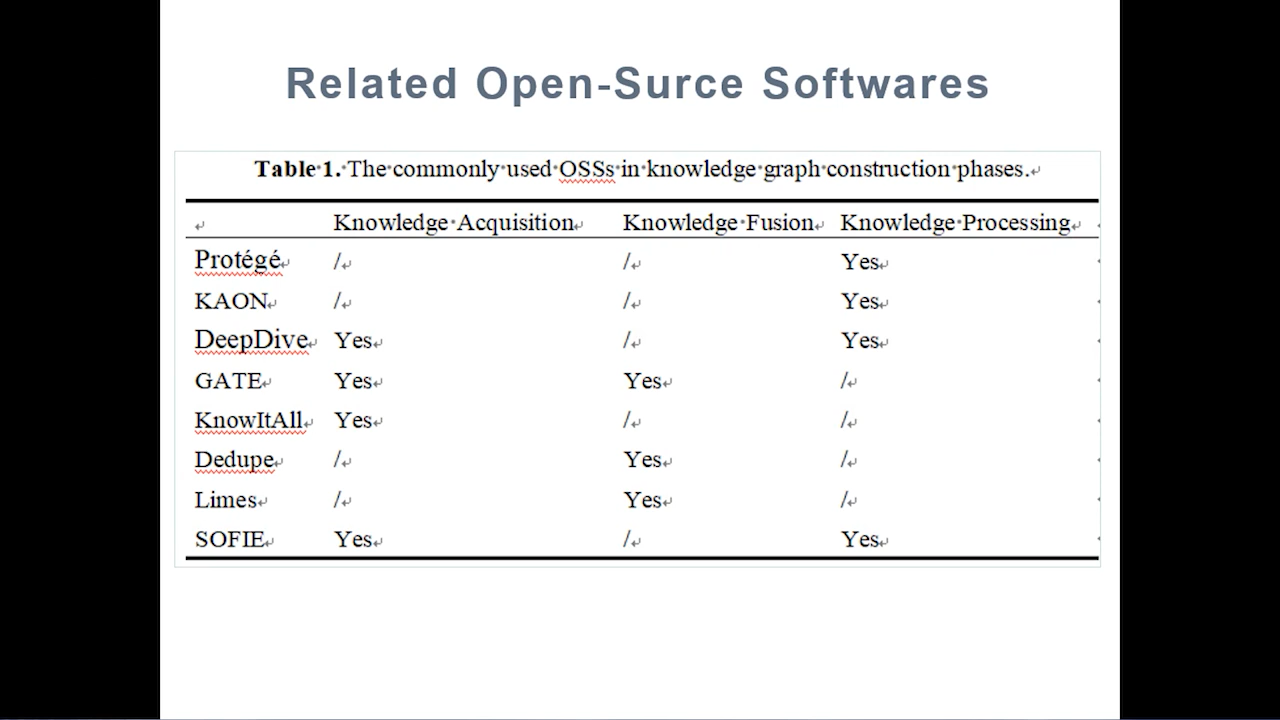 Related Open-Surce Softwares
Table 1. The commonly used OSSs in knowledge graph construction phases.
Knowledge Acquisition Knowledge Fusion Knowledge Processing
Protégé / / Yes
KAON / / Yes
DeepDive Yes / Yes
GATE Yes Yes /
KnowItAll Yes / /
Dedupe / Yes /
Limes / Yes /
SOFIE Yes / Yes